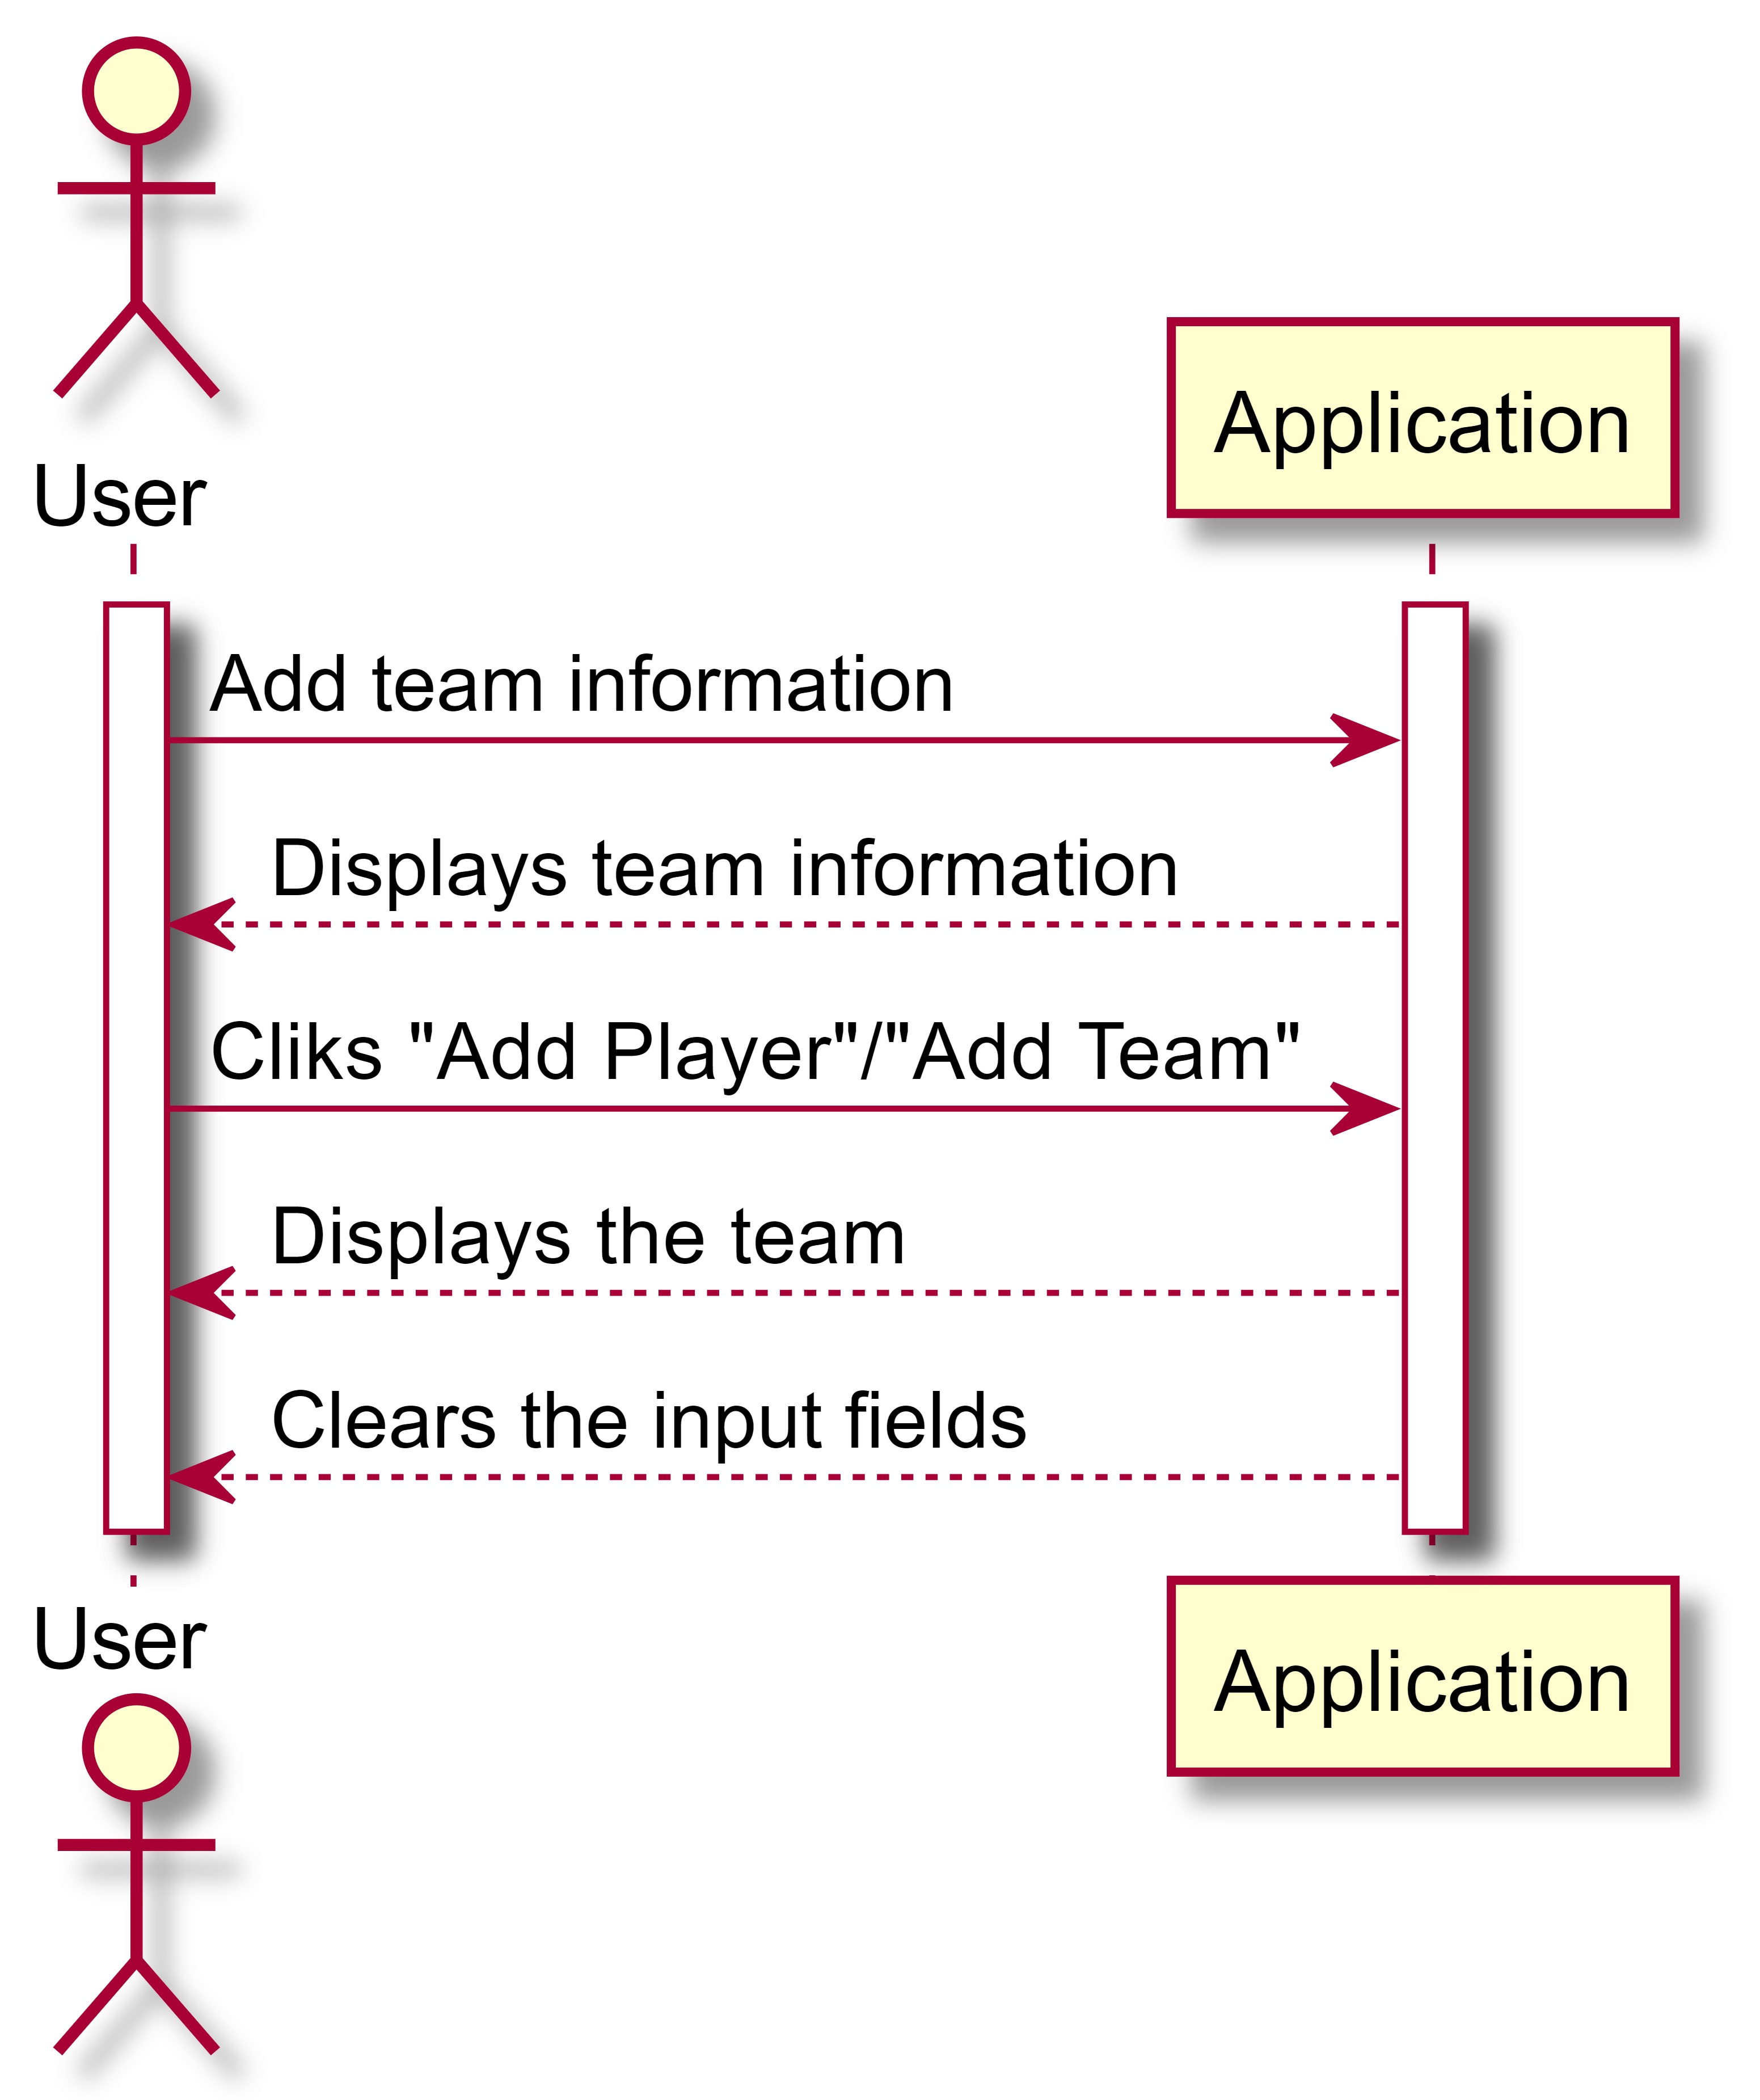 User
Application
Add team information
Displays team information
Cliks "Add Player"/"Add Team"
Displays the team
Clears the input fields
User
Application